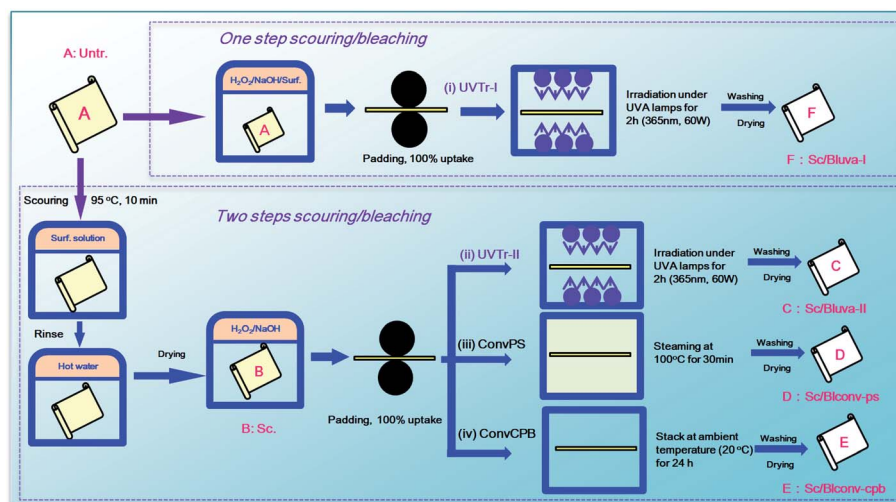 One step scouring/bleaching
A: Untr.
A
H₂O₂/NaOH/Surf.
A
Padding, 100% uptake
(i) UVTr-I
Irradiation under
UVA lamps for
2h (365nm, 60W)
Washing
Drying
F
F : Sc/Bluva-I
Scouring
95 °C, 10 min
Two steps scouring/bleaching
Surf. solution
Rinse
Hot water
Drying
H₂O₂/NaOH
B
B: Sc.
Padding, 100% uptake
(ii) UVTr-II
Irradiation under
UVA lamps for
2h (365nm, 60W)
Washing
Drying
C
C : Sc/Bluva-II
(iii) ConvPS
Steaming at
100°C for 30min
Washing
Drying
D
D : Sc/Blconv-ps
(iv) ConvCPB
Stack at ambient
temperature (20 °C)
for 24 h
Washing
Drying
E
E : Sc/Blconv-cpb